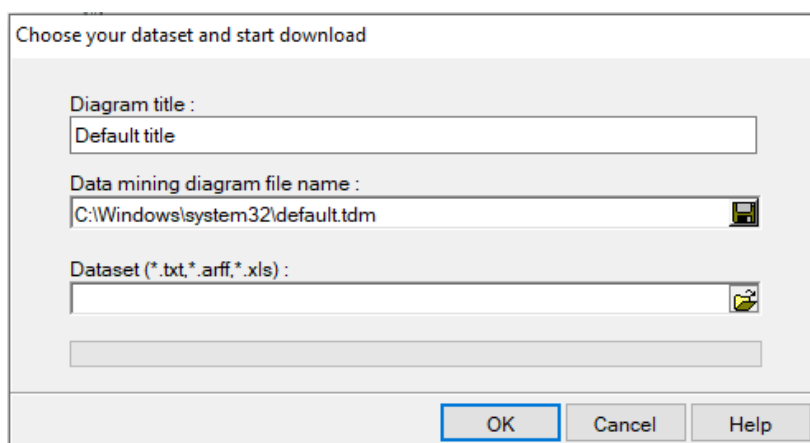 Choose your dataset and start download
Diagram title :
Default title
Data mining diagram file name :
C:\Windows\system32\default.tdm
Dataset (*.txt,*.arff,*.xls) :
OK Cancel Help